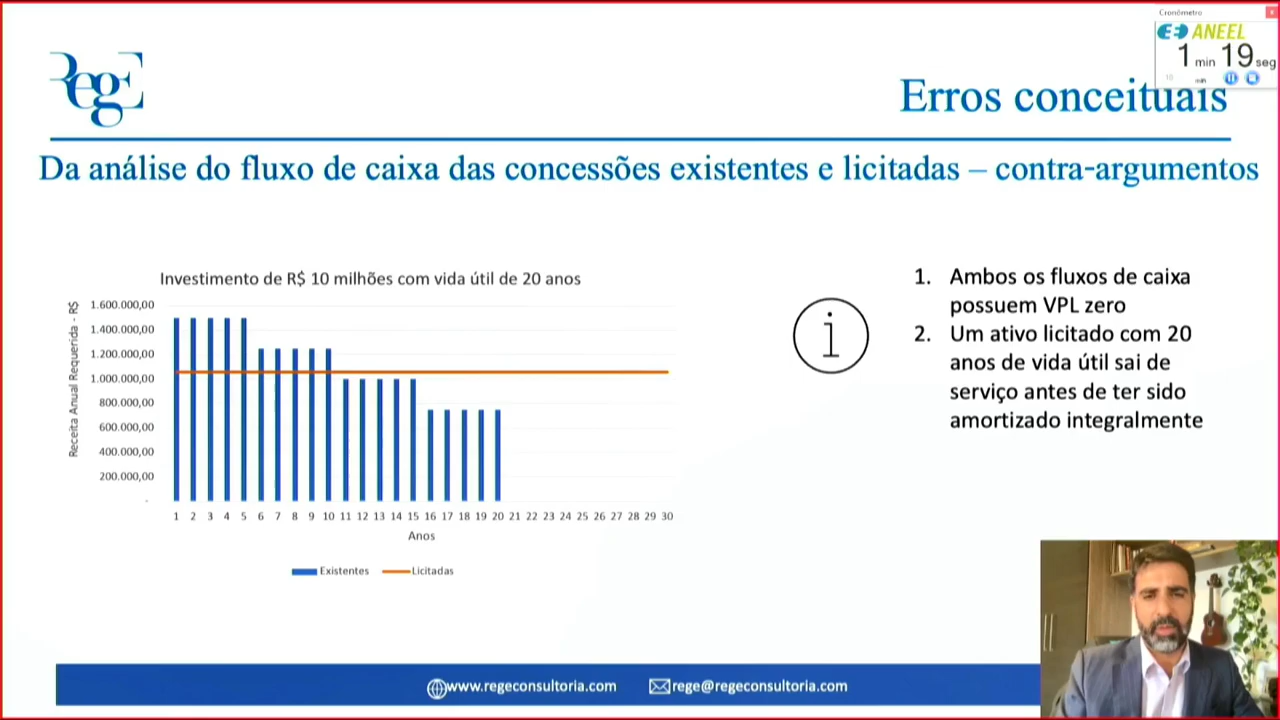 Cronômetro
ANEEL
1 min 19 seg
min
Rege
Erros conceituais
Da análise do fluxo de caixa das concessões existentes e licitadas – contra-argumentos
Investimento de R$ 10 milhões com vida útil de 20 anos
Receita Anual Requerida - R$
1.600.000,00
1.400.000,00
1.200.000,00
1.000.000,00
800.000,00
600.000,00
400.000,00
200.000,00
-
1 2 3 4 5 6 7 8 9 10 11 12 13 14 15 16 17 18 19 20 21 22 23 24 25 26 27 28 29 30
Anos
Existentes Licitadas
i
1. Ambos os fluxos de caixa
possuem VPL zero
2. Um ativo licitado com 20
anos de vida útil sai de
serviço antes de ter sido
amortizado integralmente
www.regeconsultoria.com rege@regeconsultoria.com